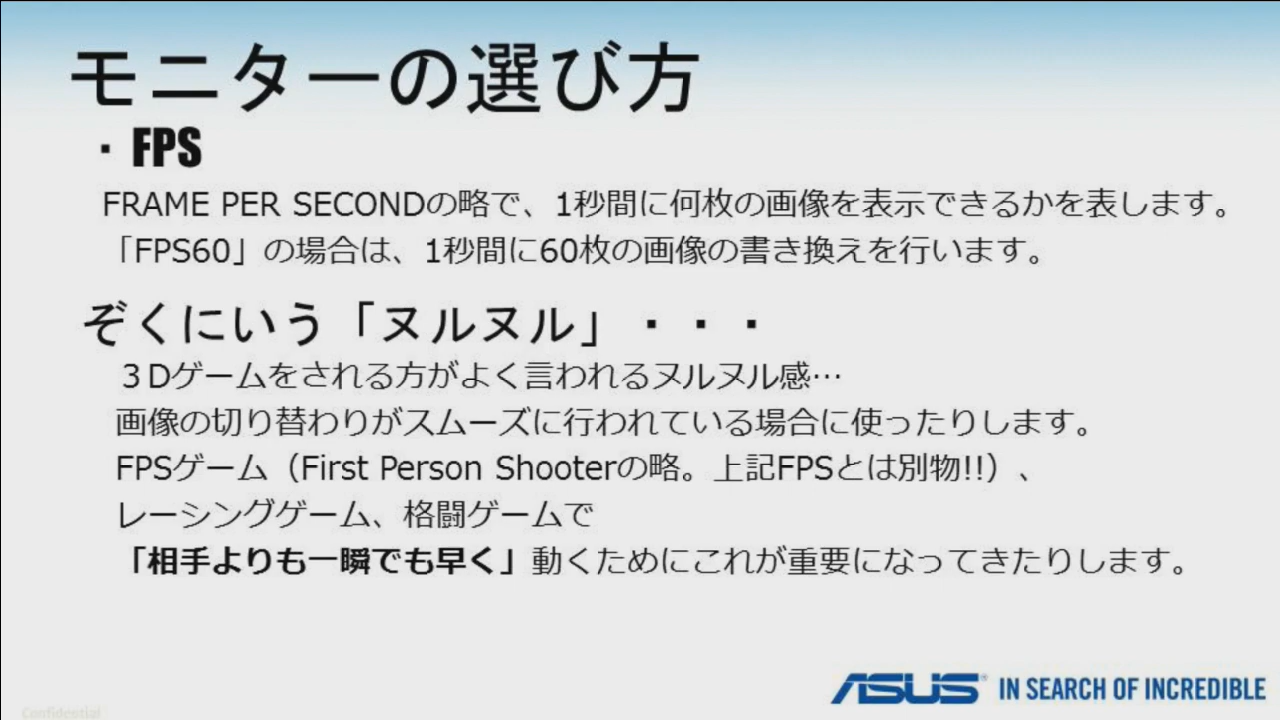 モニターの選び方
・FPS
FRAME PER SECONDの略で、1秒間に何枚の画像を表示できるかを表します。
「FPS60」の場合は、1秒間に60枚の画像の書き換えを行います。
ぞくにいう「ヌルヌル」・・・
３Dゲームをされる方がよく言われるヌルヌル感…
画像の切り替わりがスムーズに行われている場合に使ったりします。
FPSゲーム（First Person Shooterの略。上記FPSとは別物!!）、
レーシングゲーム、格闘ゲームで
「相手よりも一瞬でも早く」動くためにこれが重要になってきたりします。
ASUS® IN SEARCH OF INCREDIBLE
Confidential